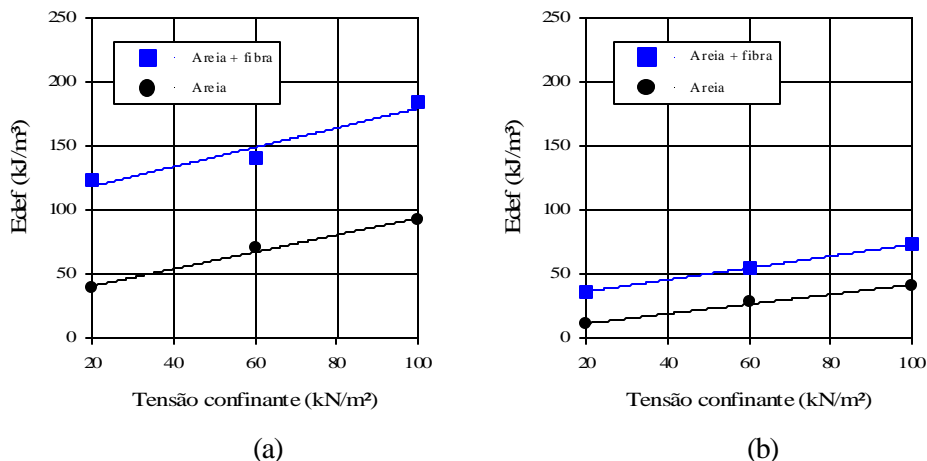 250
200
150
100
50
0
Edef (kJ/m³)
Areia + fibra
Areia
20 40 60 80 100
Tensão confinante (kN/m²)
(a)
250
200
150
100
50
0
Edef (kJ/m³)
Areia + fibra
Areia
20 40 60 80 100
Tensão confinante (kN/m²)
(b)